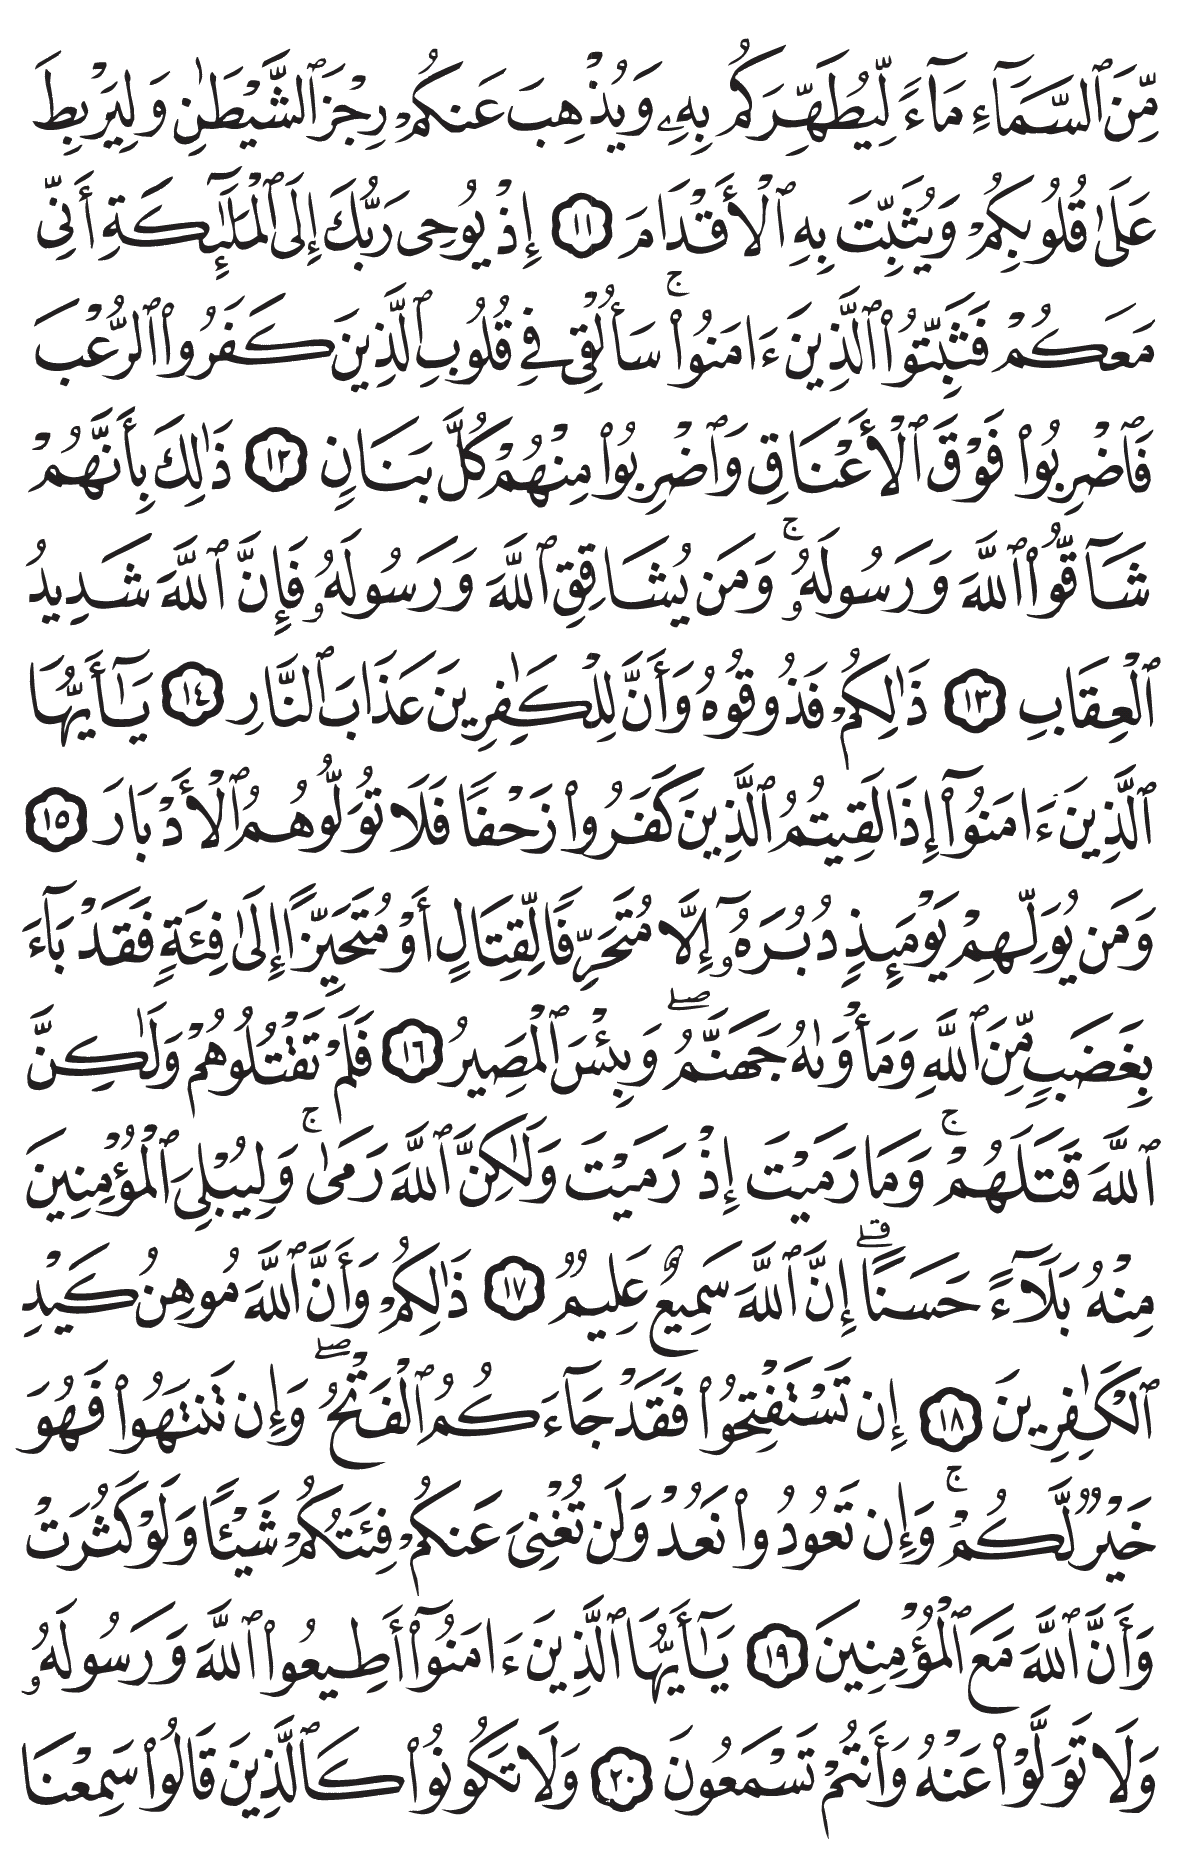 مِّنَ ٱلسَّمَآءِ مَآءً لِّيُطَهِّرَكُم بِهِۦ وَيُذْهِبَ عَنكُمْ رِجْزَ ٱلشَّيْطَٰنِ وَلِيَرْبِطَ
عَلَىٰ قُلُوبِكُمْ وَيُثَبِّتَ بِهِ ٱلْأَقْدَامَ ١١ إِذْ يُوحِى رَبُّكَ إِلَى ٱلْمَلَٰٓئِكَةِ أَنِّى
مَعَكُمْ فَثَبِّتُوا۟ ٱلَّذِينَ ءَامَنُوا۟ ۚ سَأُلْقِى فِى قُلُوبِ ٱلَّذِينَ كَفَرُوا۟ ٱلرُّعْبَ
فَٱضْرِبُوا۟ فَوْقَ ٱلْأَعْنَاقِ وَٱضْرِبُوا۟ مِنْهُمْ كُلَّ بَنَانٍ ١٢ ذَٰلِكَ بِأَنَّهُمْ
شَآقُّوا۟ ٱللَّهَ وَرَسُولَهُۥ ۚ وَمَن يُشَاقِقِ ٱللَّهَ وَرَسُولَهُۥ فَإِنَّ ٱللَّهَ شَدِيدُ
ٱلْعِقَابِ ١٣ ذَٰلِكُمْ فَذُوقُوهُ وَأَنَّ لِلْكَٰفِرِينَ عَذَابَ ٱلنَّارِ ١٤ يَٰٓأَيُّهَا
ٱلَّذِينَ ءَامَنُوٓا۟ إِذَا لَقِيتُمُ ٱلَّذِينَ كَفَرُوا۟ زَحْفًا فَلَا تُوَلُّوهُمُ ٱلْأَدْبَارَ ١٥
وَمَن يُوَلِّهِمْ يَوْمَئِذٍ دُبُرَهُۥٓ إِلَّا مُتَحَرِّفًا لِّقِتَالٍ أَوْ مُتَحَيِّزًا إِلَىٰ فِئَةٍ فَقَدْ بَآءَ
بِغَضَبٍ مِّنَ ٱللَّهِ وَمَأْوَىٰهُ جَهَنَّمُ ۖ وَبِئْسَ ٱلْمَصِيرُ ١٦ فَلَمْ تَقْتُلُوهُمْ وَلَٰكِنَّ
ٱللَّهَ قَتَلَهُمْ ۚ وَمَا رَمَيْتَ إِذْ رَمَيْتَ وَلَٰكِنَّ ٱللَّهَ رَمَىٰ ۚ وَلِيُبْلِىَ ٱلْمُؤْمِنِينَ
مِنْهُ بَلَآءً حَسَنًا ۚ إِنَّ ٱللَّهَ سَمِيعٌ عَلِيمٌ ١٧ ذَٰلِكُمْ وَأَنَّ ٱللَّهَ مُوهِنُ كَيْدِ
ٱلْكَٰفِرِينَ ١٨ إِن تَسْتَفْتِحُوا۟ فَقَدْ جَآءَكُمُ ٱلْفَتْحُ ۖ وَإِن تَنتَهُوا۟ فَهُوَ
خَيْرٌ لَّكُمْ ۚ وَإِن تَعُودُوا۟ نَعُدْ وَلَن تُغْنِىَ عَنكُمْ فِئَتُكُمْ شَيْـًٔا وَلَوْ كَثُرَتْ
وَأَنَّ ٱللَّهَ مَعَ ٱلْمُؤْمِنِينَ ١٩ يَٰٓأَيُّهَا ٱلَّذِينَ ءَامَنُوٓا۟ أَطِيعُوا۟ ٱللَّهَ وَرَسُولَهُۥ
وَلَا تَوَلَّوْا۟ عَنْهُ وَأَنتُمْ تَسْمَعُونَ ٢٠ وَلَا تَكُونُوا۟ كَٱلَّذِينَ قَالُوا۟ سَمِعْنَا